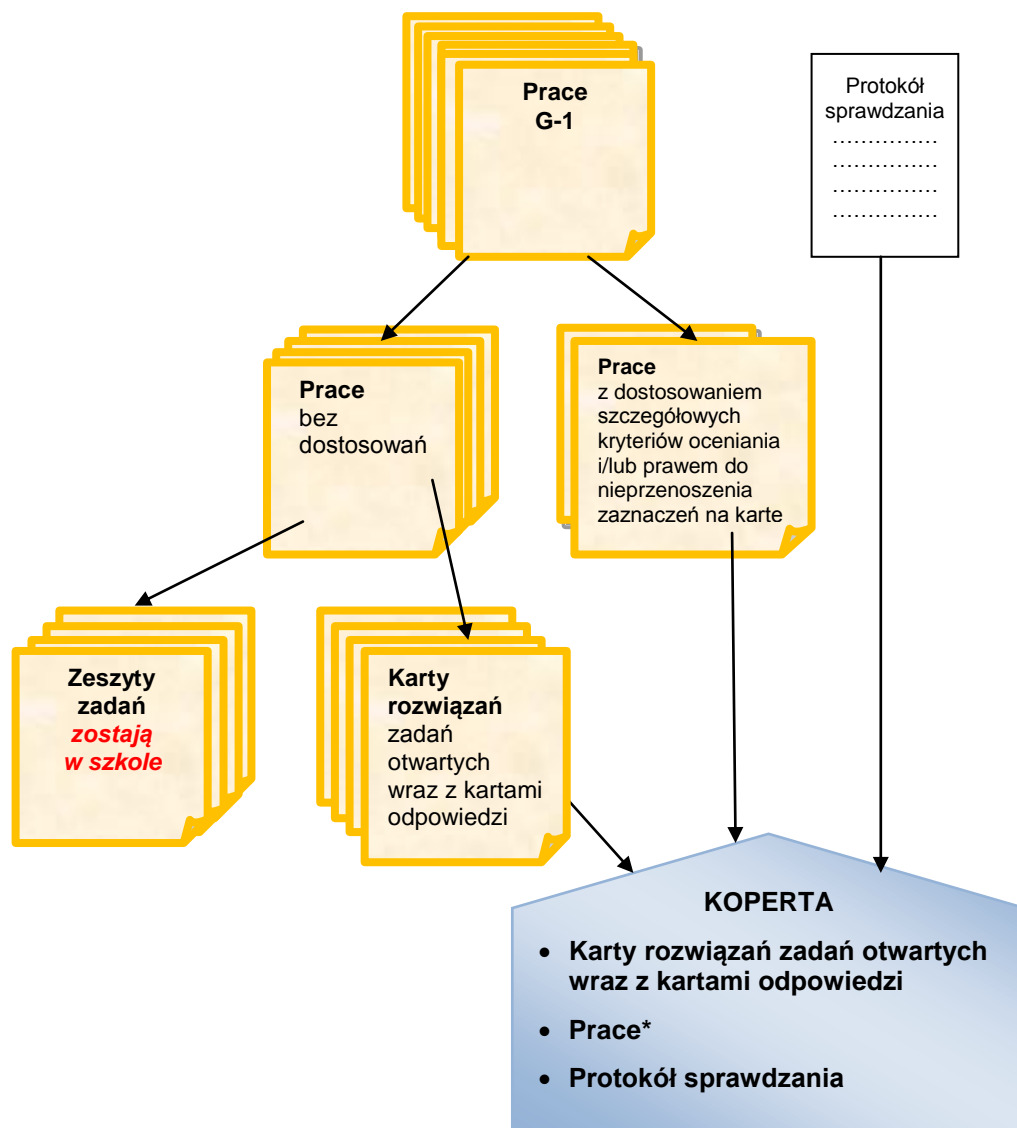 Prace
G-1
Protokół
sprawdzania
……………
……………
……………
……………
Prace
bez
dostosowań
Prace
z dostosowaniem
szczegółowych
kryteriów oceniania
i/lub prawem do
nieprzenoszenia
zaznaczeń na karte
Zeszyty
zadań
zostają
w szkole
Karty
rozwiązań
zadań
otwartych
wraz z kartami
odpowiedzi
KOPERTA
• Karty rozwiązań zadań otwartych
wraz z kartami odpowiedzi
• Prace*
• Protokół sprawdzania